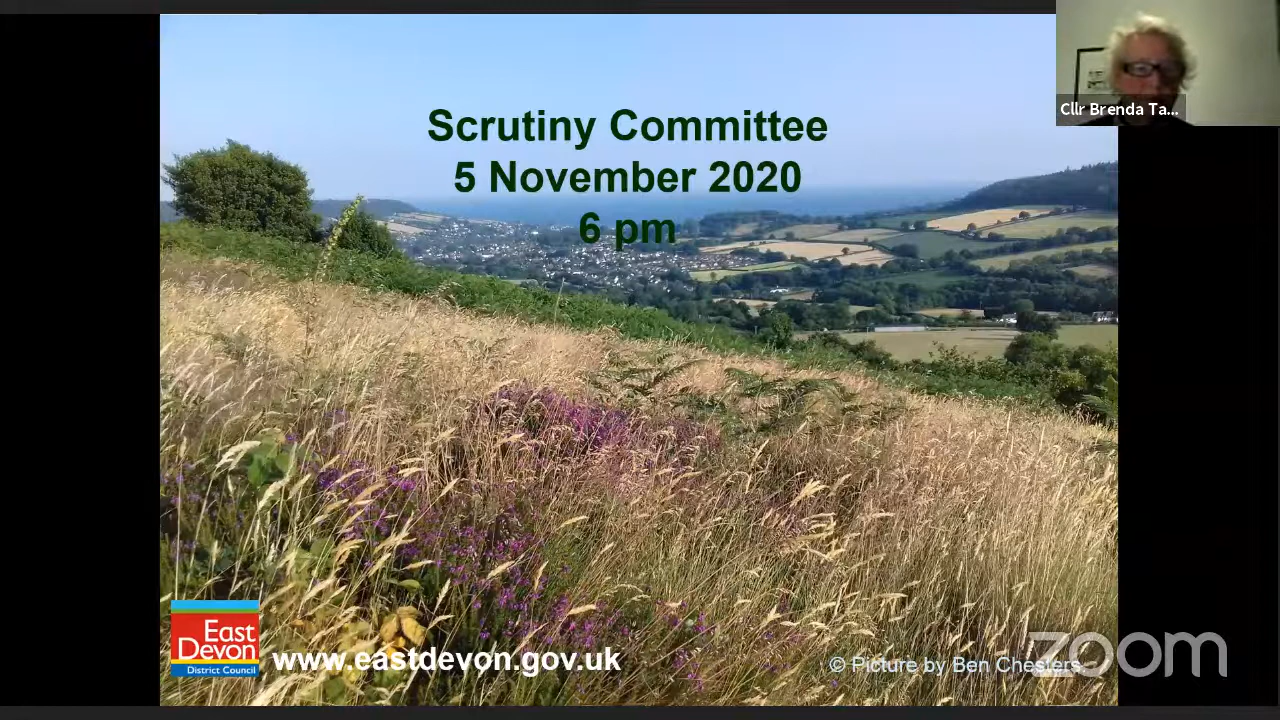 Scrutiny Committee
5 November 2020
6 pm
Cllr Brenda Ta...
East
Devon
District Council
www.eastdevon.gov.uk
© Picture by Ben Chesters
zoom